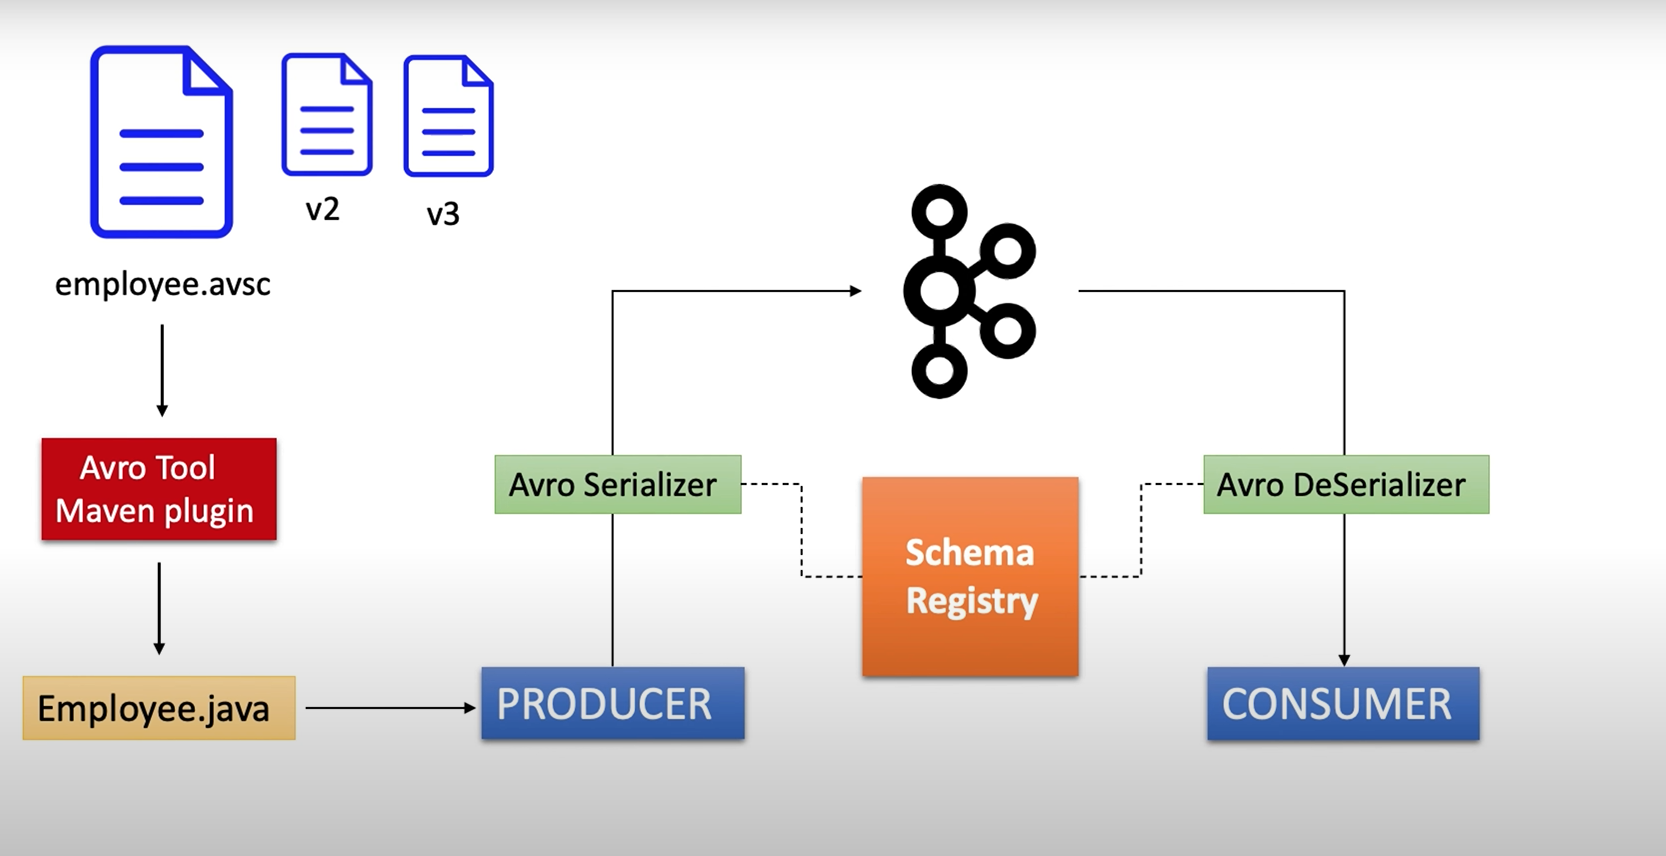 v2
v3
employee.avsc
Avro Tool
Maven plugin
Avro Serializer
Avro DeSerializer
Schema
Registry
Employee.java
PRODUCER
CONSUMER